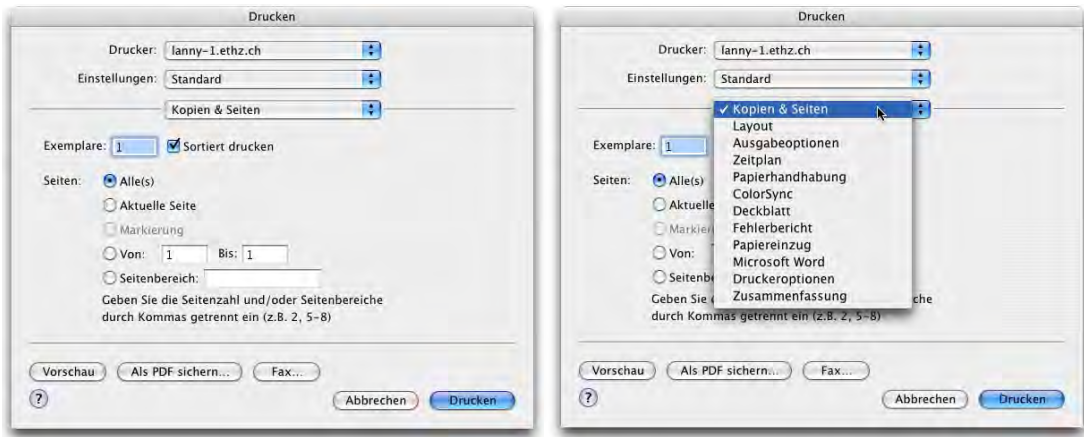 Drucken
Drucker: lanny-1.ethz.ch
Einstellungen: Standard
Kopien & Seiten
Exemplare: 1 Sortiert drucken
Seiten: Alle(s)
Aktuelle Seite
Markierung
Von: 1 Bis: 1
Seitenbereich:
Geben Sie die Seitenzahl und/oder Seitenbereiche
durch Kommas getrennt ein (z.B. 2, 5–8)
Vorschau Als PDF sichern... Fax...
? Abbrechen Drucken
Drucken
Drucker: lanny-1.ethz.ch
Einstellungen: Standard
✓ Kopien & Seiten
Layout
Ausgabeoptionen
Zeitplan
Papierhandhabung
ColorSync
Deckblatt
Fehlerbericht
Papiereinzug
Microsoft Word
Druckeroptionen
Zusammenfassung
Exemplare: 1
Seiten: Alle(s)
Aktuelle
Von:
Geben Sie
durch Kommas getrennt ein (z.B. 2, 5–8)
Vorschau Als PDF sichern... Fax...
? Abbrechen Drucken